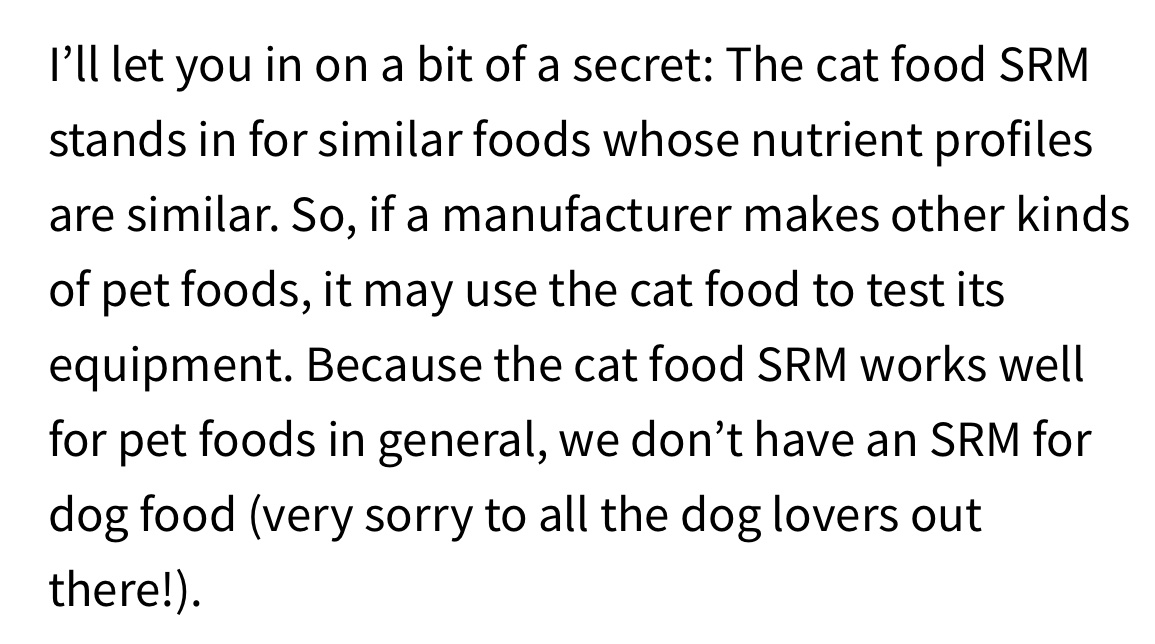 I’ll let you in on a bit of a secret: The cat food SRM
stands in for similar foods whose nutrient profiles
are similar. So, if a manufacturer makes other kinds
of pet foods, it may use the cat food to test its
equipment. Because the cat food SRM works well
for pet foods in general, we don’t have an SRM for
dog food (very sorry to all the dog lovers out
there!).